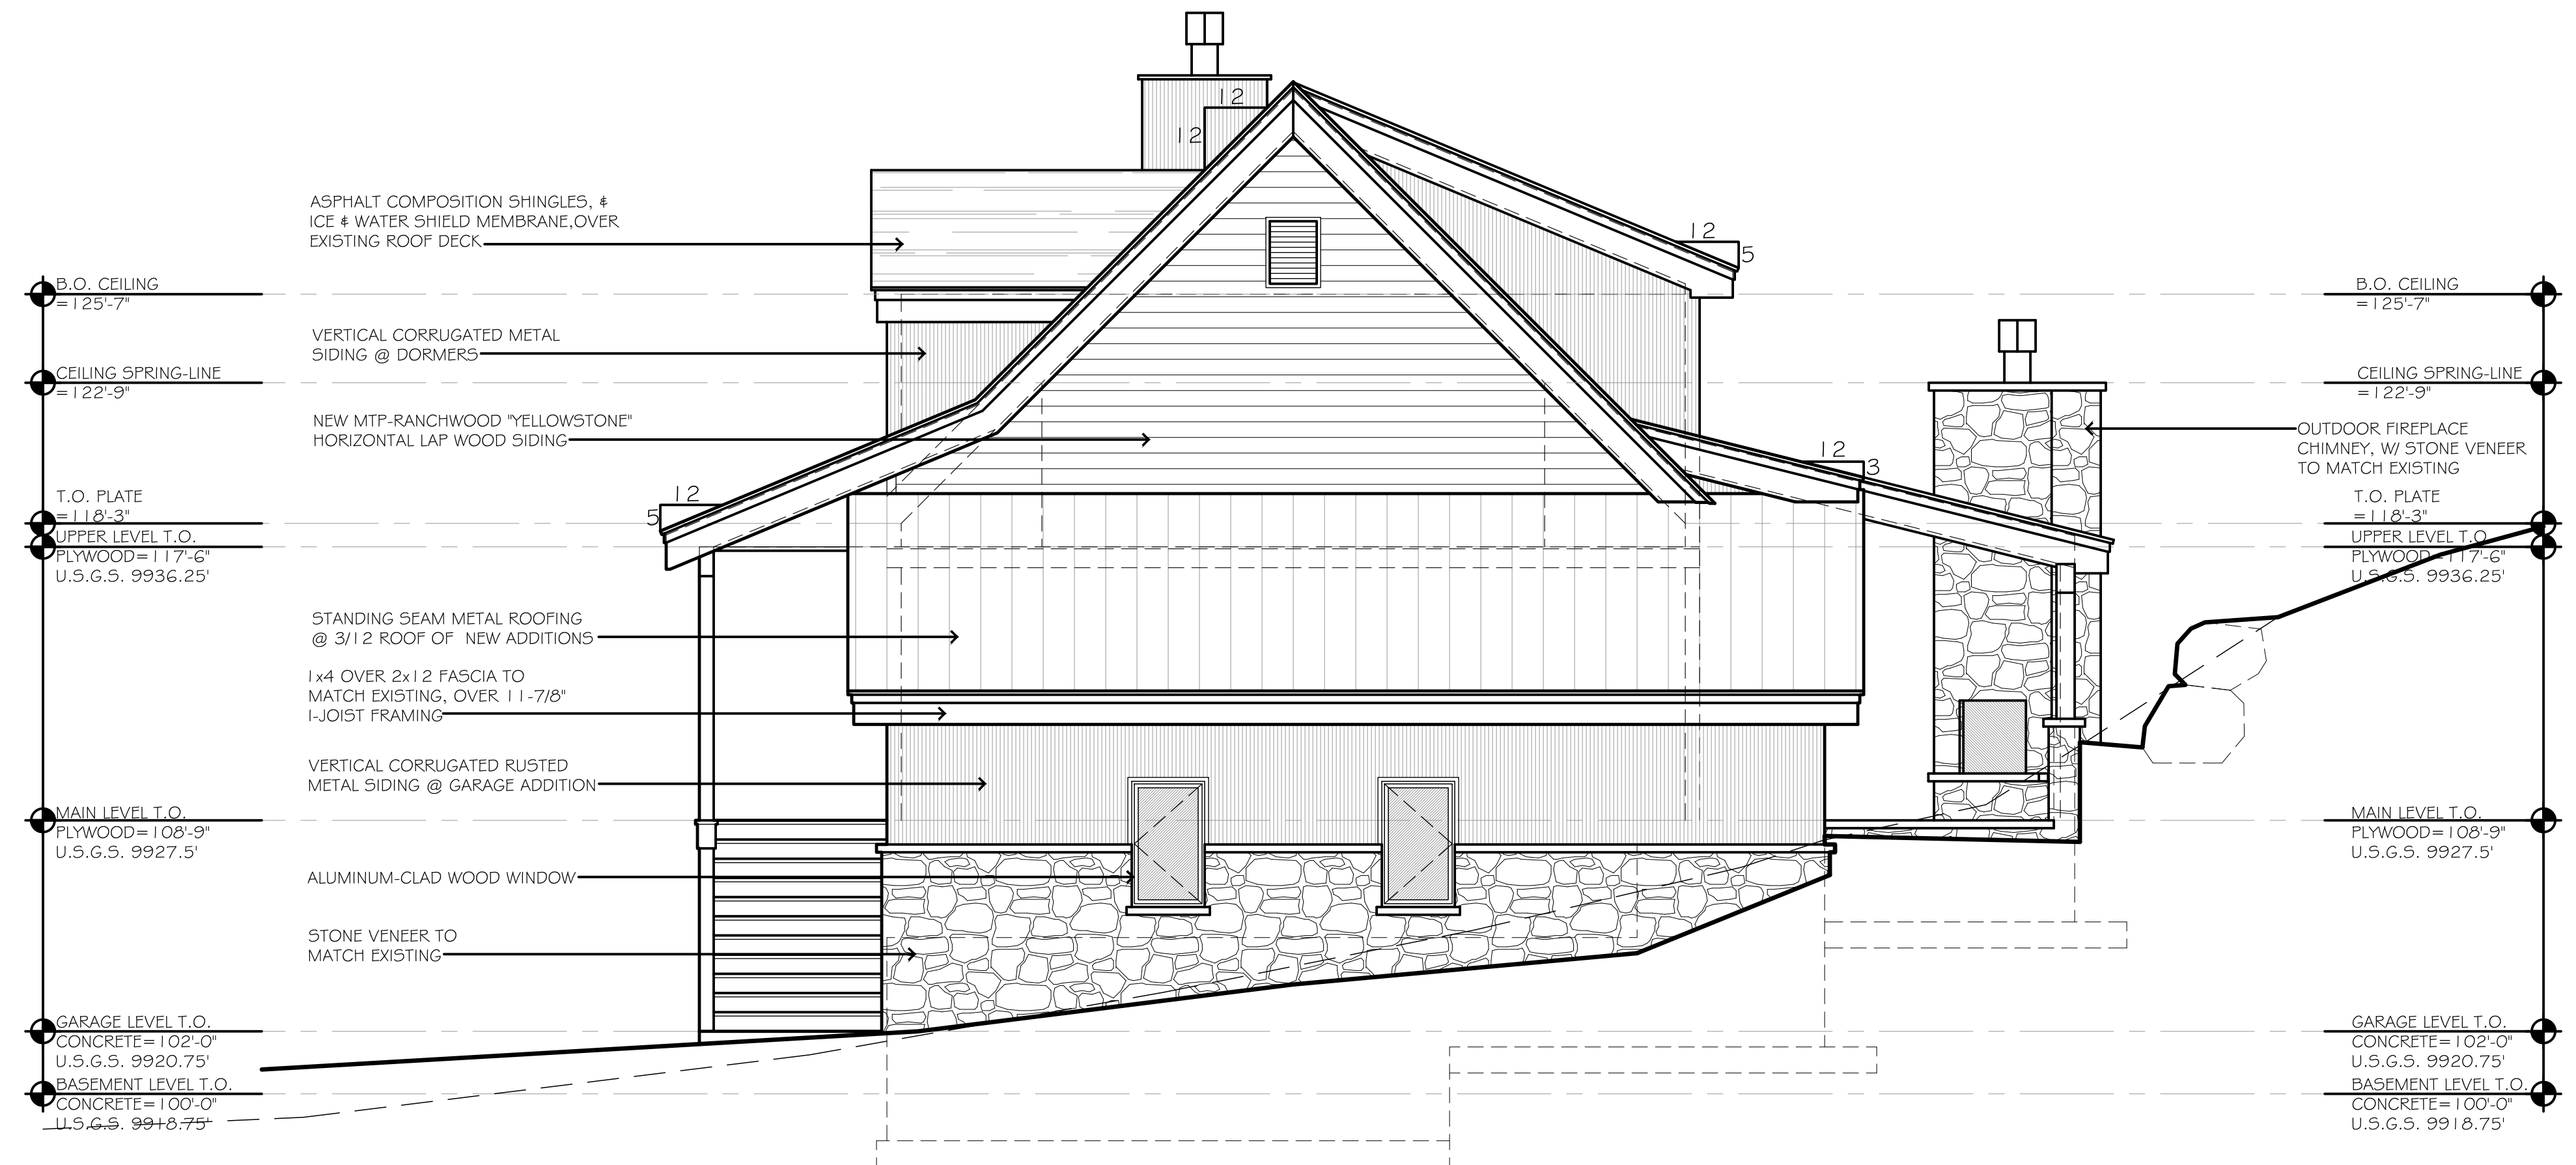 12
12
ASPHALT COMPOSITION SHINGLES, &
ICE & WATER SHIELD MEMBRANE,OVER
EXISTING ROOF DECK
12
5
B.O. CEILING
=125'-7"
B.O. CEILING
=125'-7"
VERTICAL CORRUGATED METAL
SIDING @ DORMERS
CEILING SPRING-LINE
=122'-9"
CEILING SPRING-LINE
=122'-9"
NEW MTP-RANCHWOOD "YELLOWSTONE"
HORIZONTAL LAP WOOD SIDING
OUTDOOR FIREPLACE
CHIMNEY, W/ STONE VENEER
TO MATCH EXISTING
12
3
12
5
T.O. PLATE
=118'-3"
UPPER LEVEL T.O.
PLYWOOD=117'-6"
U.S.G.S. 9936.25'
T.O. PLATE
=118'-3"
UPPER LEVEL T.O.
PLYWOOD=117'-6"
U.S.G.S. 9936.25'
STANDING SEAM METAL ROOFING
@ 3/12 ROOF OF NEW ADDITIONS
1x4 OVER 2x12 FASCIA TO
MATCH EXISTING, OVER 11-7/8"
I-JOIST FRAMING
VERTICAL CORRUGATED RUSTED
METAL SIDING @ GARAGE ADDITION
MAIN LEVEL T.O.
PLYWOOD=108'-9"
U.S.G.S. 9927.5'
MAIN LEVEL T.O.
PLYWOOD=108'-9"
U.S.G.S. 9927.5'
ALUMINUM-CLAD WOOD WINDOW
STONE VENEER TO
MATCH EXISTING
GARAGE LEVEL T.O.
CONCRETE=102'-0"
U.S.G.S. 9920.75'
BASEMENT LEVEL T.O.
CONCRETE=100'-0"
U.S.G.S. 9918.75'
GARAGE LEVEL T.O.
CONCRETE=102'-0"
U.S.G.S. 9920.75'
BASEMENT LEVEL T.O.
CONCRETE=100'-0"
U.S.G.S. 9918.75'